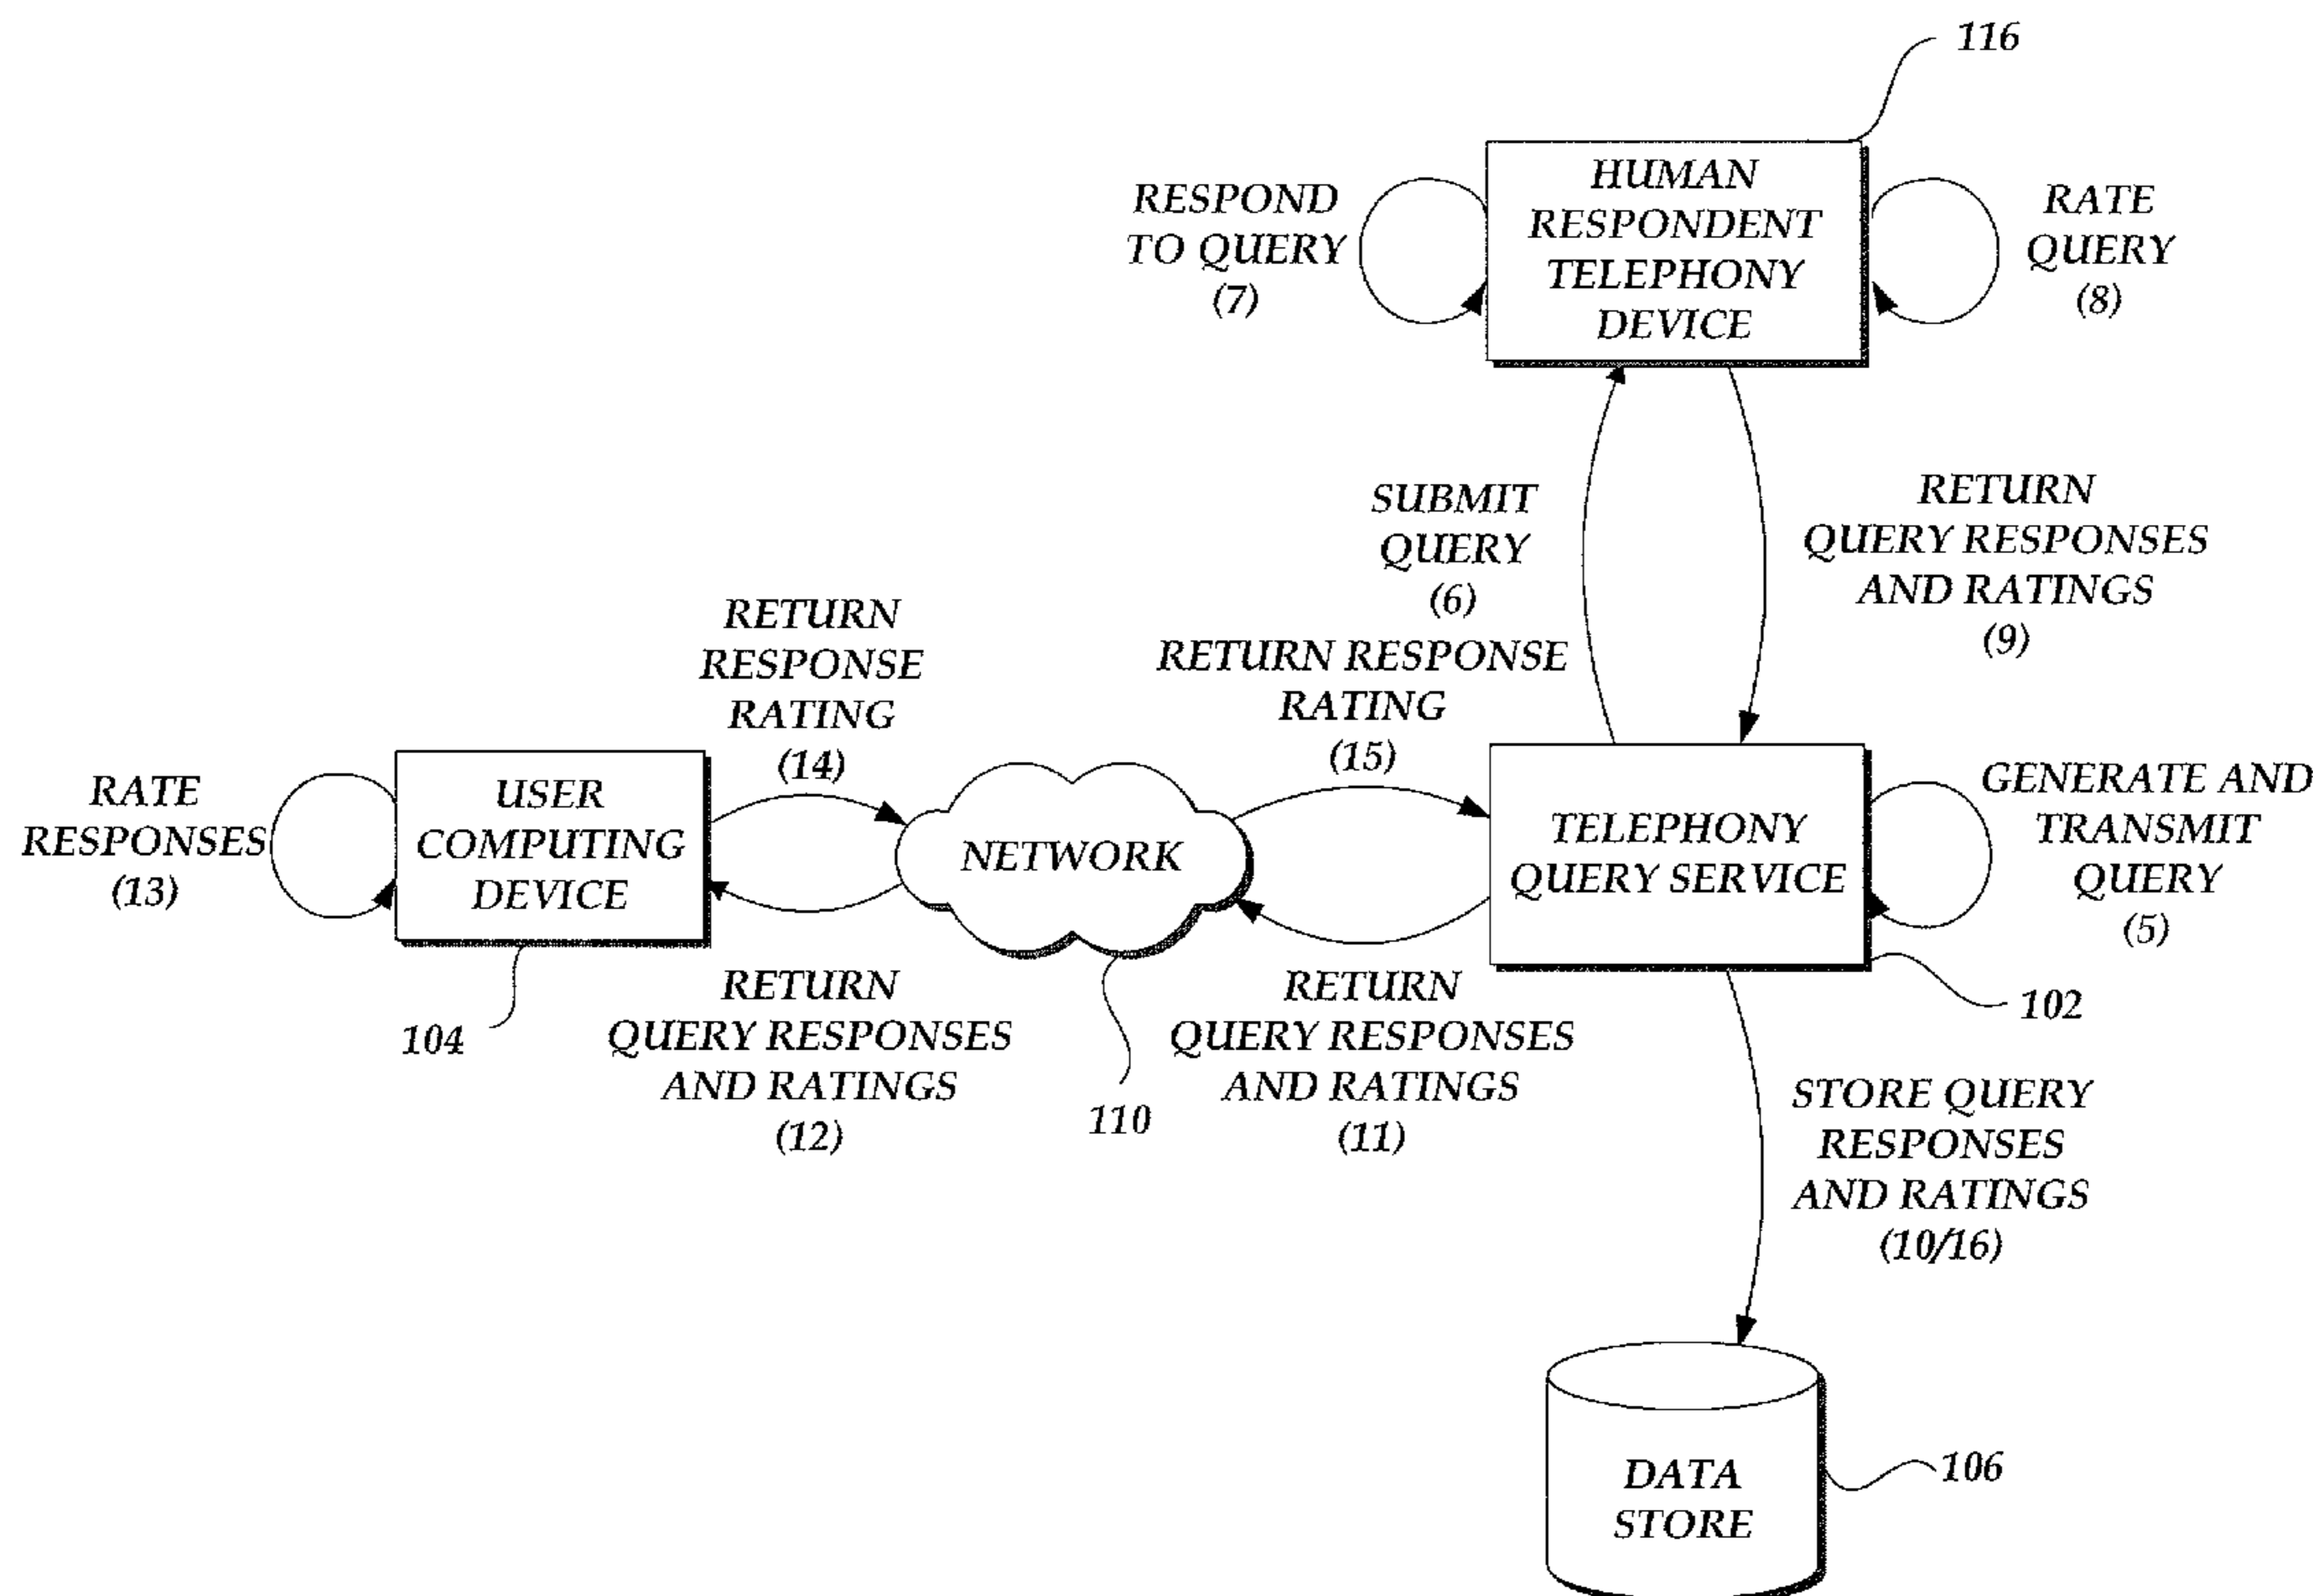 116
HUMAN
RESPONDENT
TELEPHONY
DEVICE
RESPOND
TO QUERY
(7)
RATE
QUERY
(8)
SUBMIT
QUERY
(6)
RETURN
QUERY RESPONSES
AND RATINGS
(9)
RETURN
RESPONSE
RATING
(14)
RETURN RESPONSE
RATING
(15)
RATE
RESPONSES
(13)
USER
COMPUTING
DEVICE
NETWORK
TELEPHONY
QUERY SERVICE
GENERATE AND
TRANSMIT
QUERY
(5)
104
RETURN
QUERY RESPONSES
AND RATINGS
(12)
110
RETURN
QUERY RESPONSES
AND RATINGS
(11)
102
STORE QUERY
RESPONSES
AND RATINGS
(10/16)
DATA
STORE
106